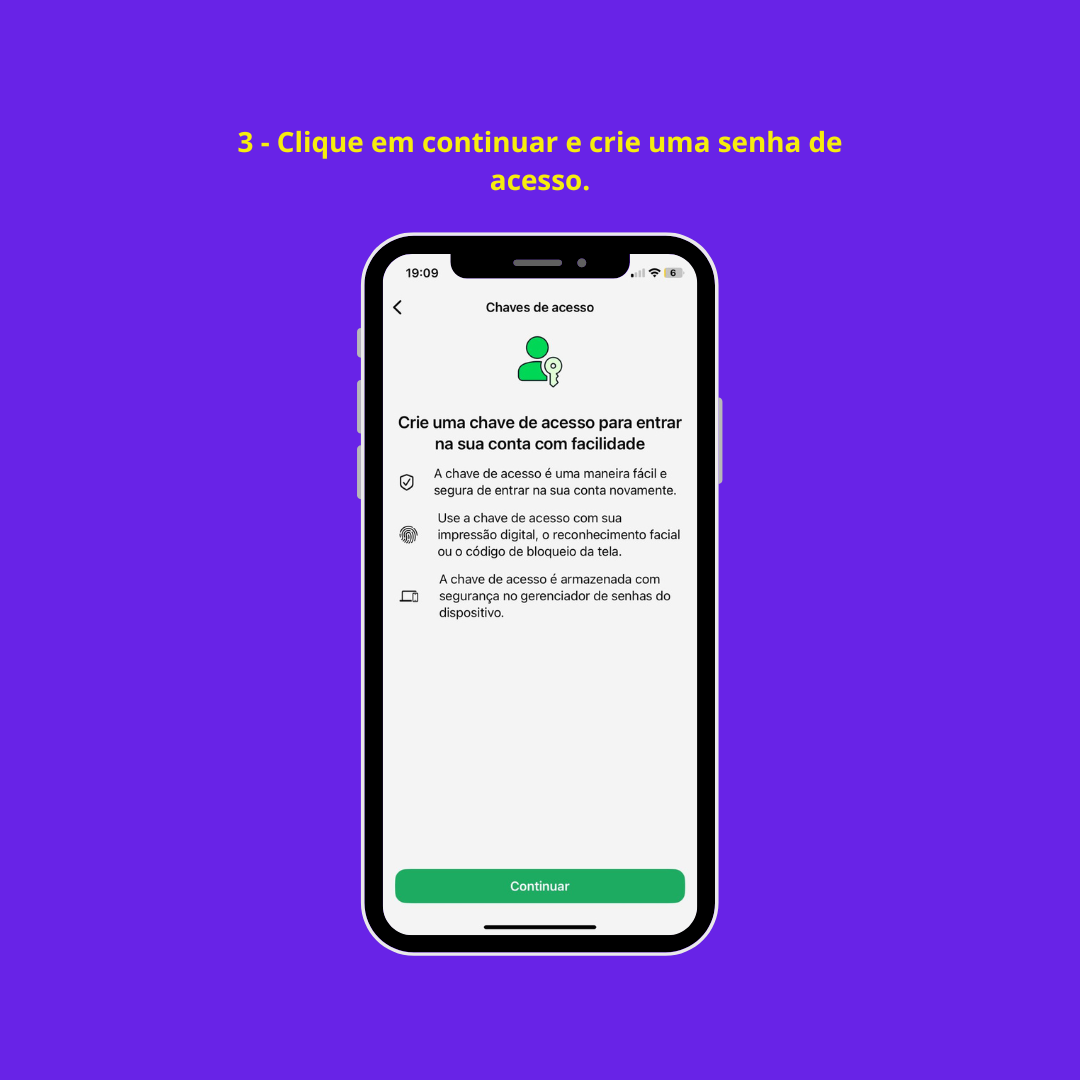 3 - Clique em continuar e crie uma senha de
acesso.
19:09
6
Chaves de acesso
Crie uma chave de acesso para entrar
na sua conta com facilidade
A chave de acesso é uma maneira fácil e
segura de entrar na sua conta novamente.
Use a chave de acesso com sua
impressão digital, o reconhecimento facial
ou o código de bloqueio da tela.
A chave de acesso é armazenada com
segurança no gerenciador de senhas do
dispositivo.
Continuar